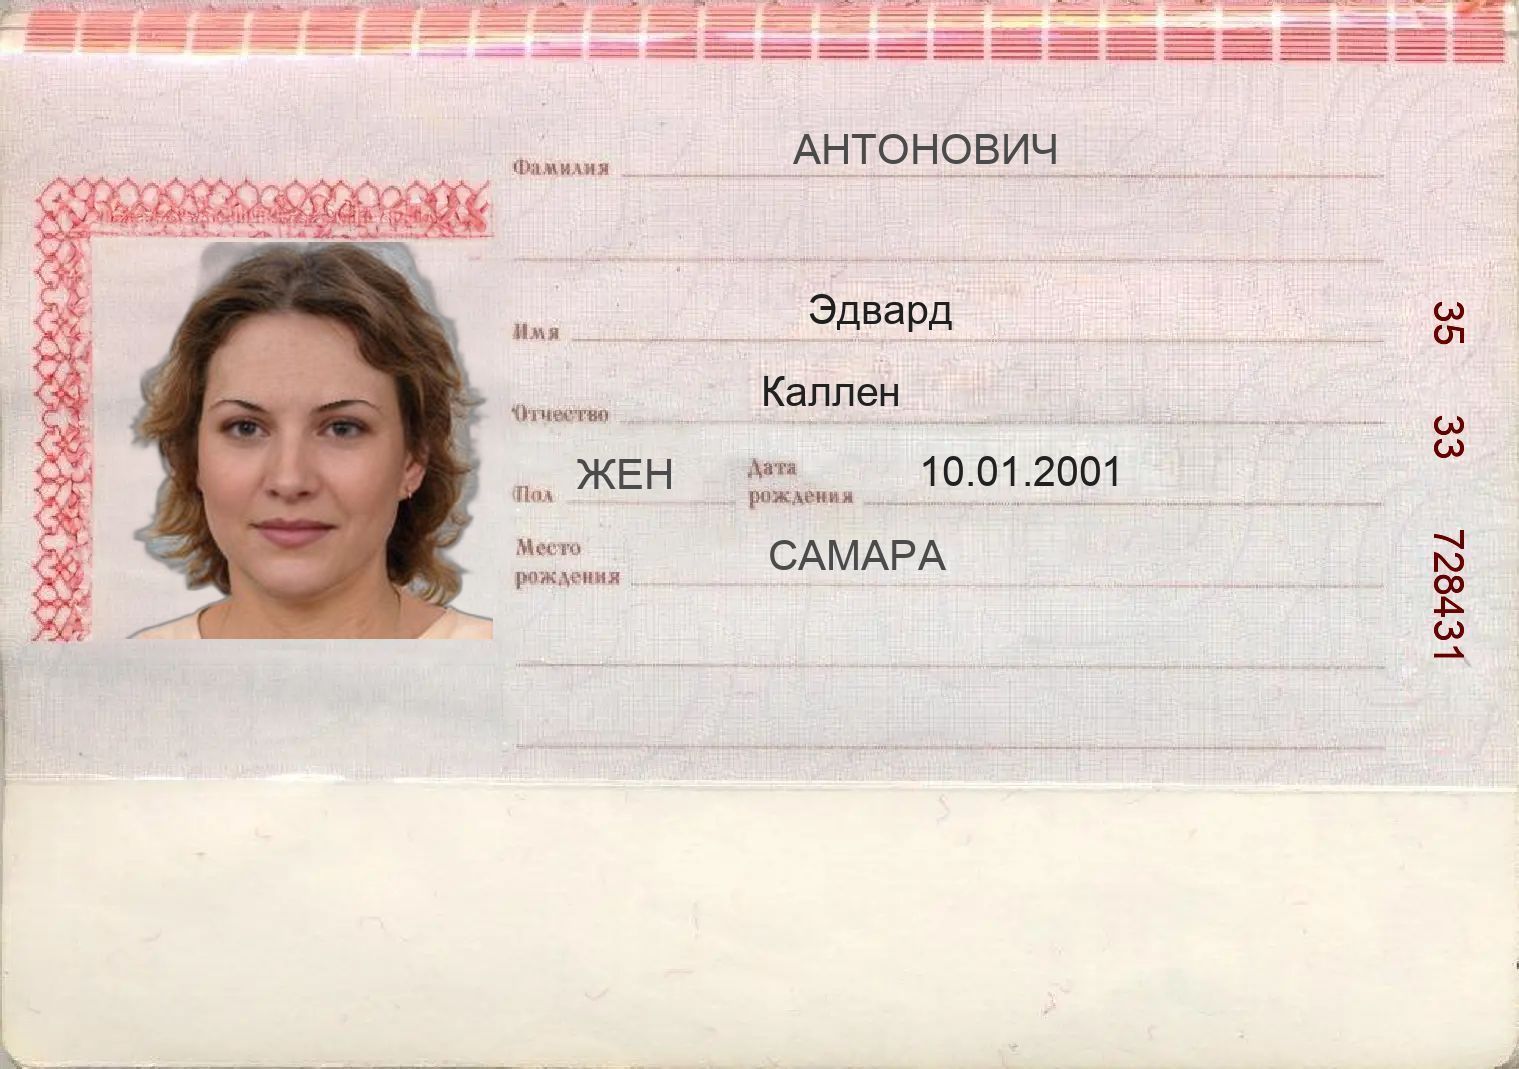 Фамилия АНТОНОВИЧ
Имя Эдвард
Отчество Каллен
Пол ЖЕН Дата рождения 10.01.2001
Место рождения САМАРА
35 33 728431